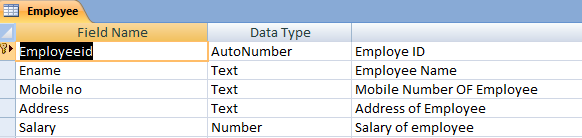 Employee
Field Name Data Type
Employeeid AutoNumber Employe ID
Ename Text Employee Name
Mobile no Text Mobile Number OF Employee
Address Text Address of Employee
Salary Number Salary of employee